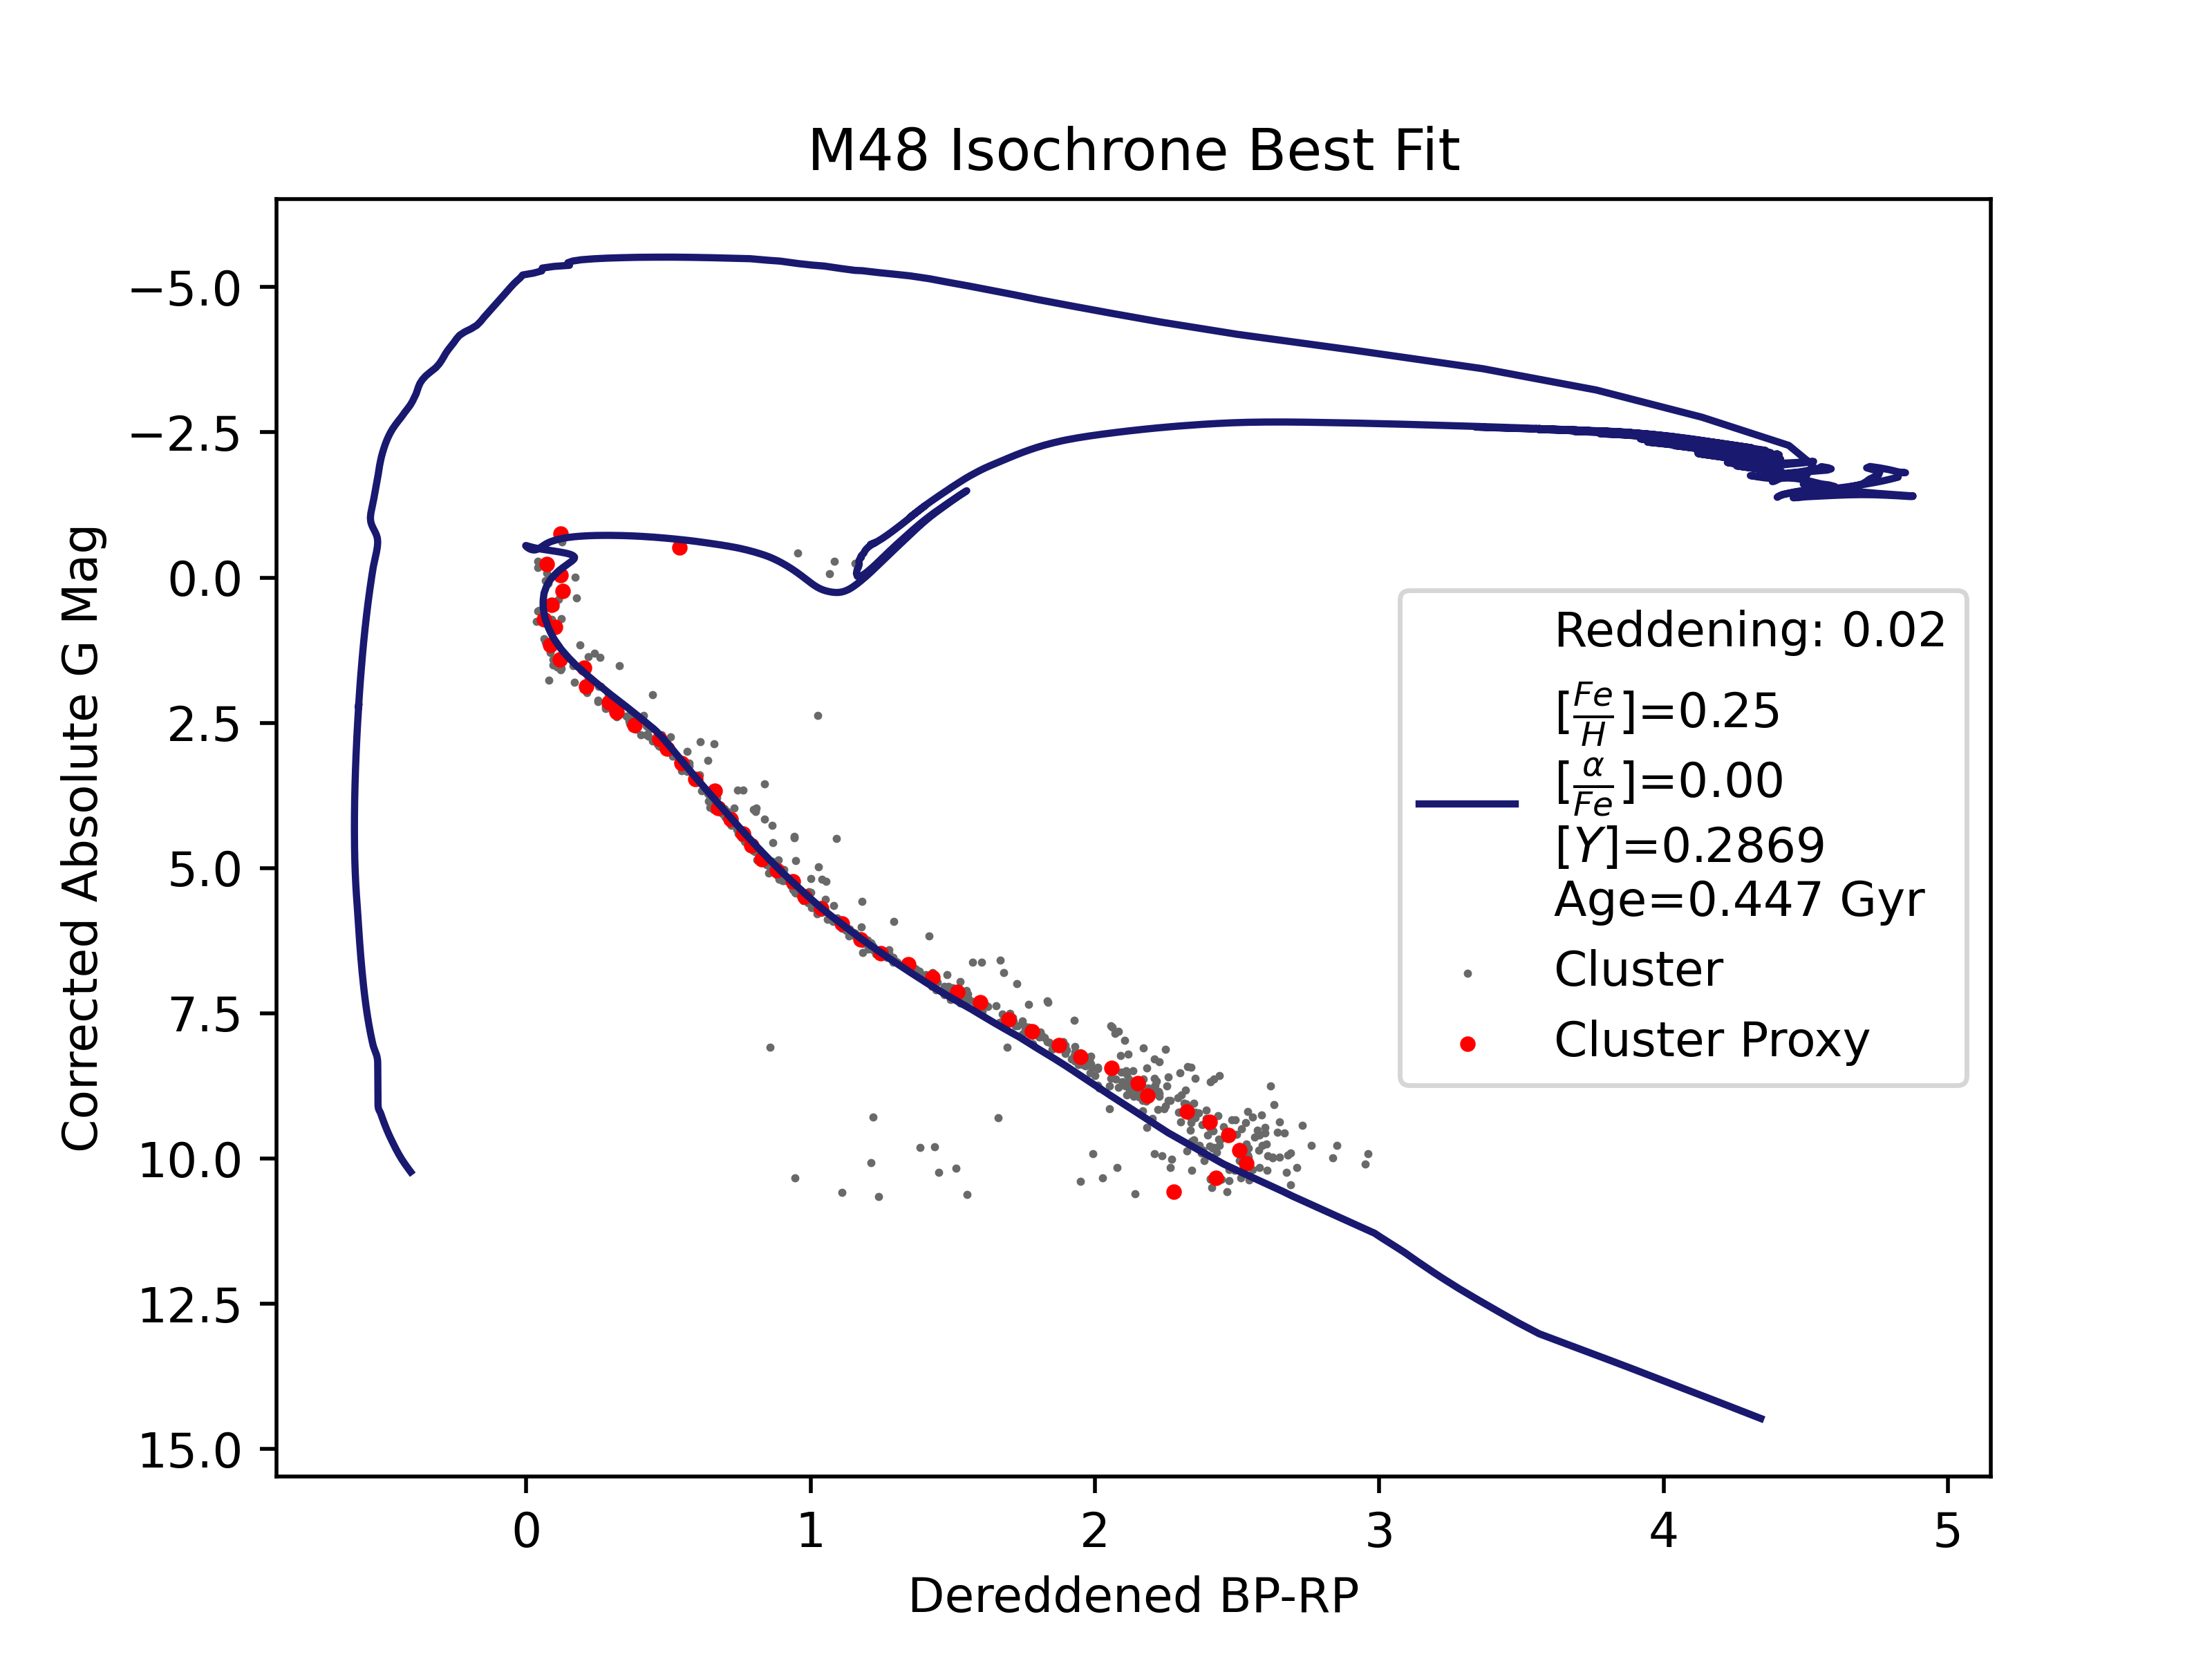 M48 Isochrone Best Fit
Corrected Absolute G Mag
−5.0
−2.5
0.0
2.5
5.0
7.5
10.0
12.5
15.0
Reddening: 0.02
[Fe/H]=0.25
[α/Fe]=0.00
[Y]=0.2869
Age=0.447 Gyr
Cluster
Cluster Proxy
0 1 2 3 4 5
Dereddened BP-RP